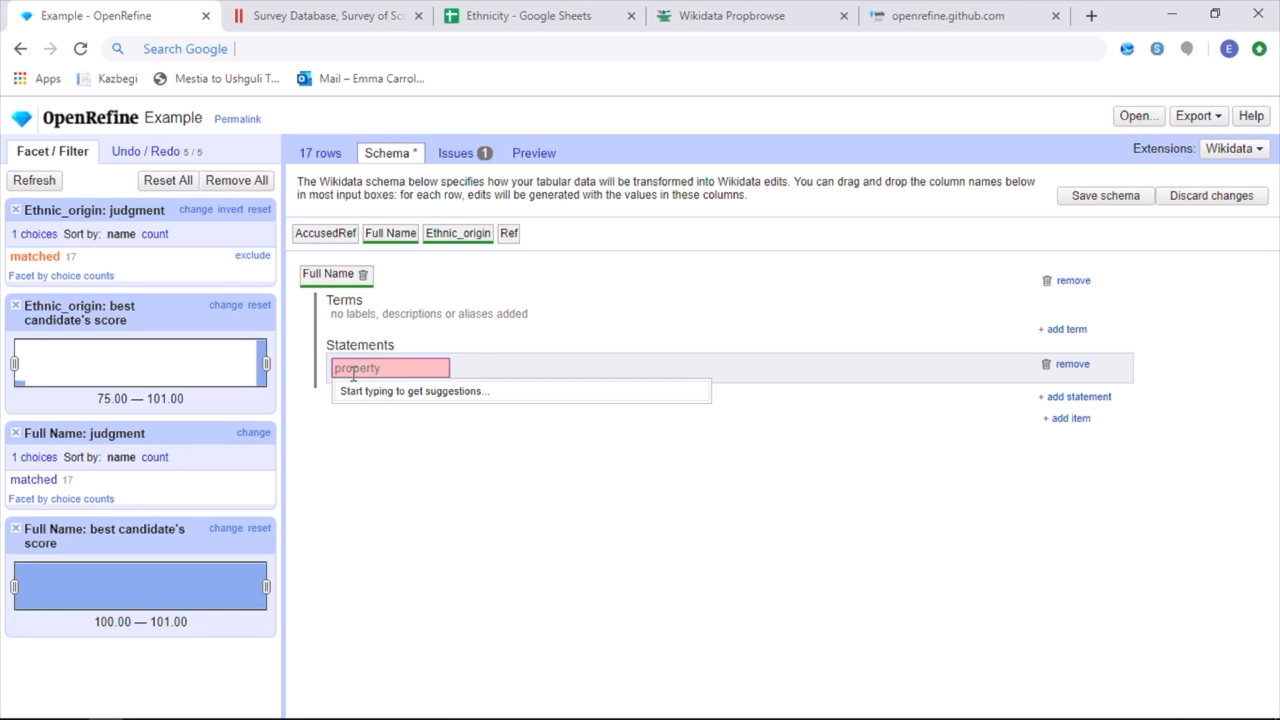 Example - OpenRefine
Survey Database, Survey of Sc
Ethnicity - Google Sheets
Wikidata Propbrowse
openrefine.github.com
Search Google
E
Apps
Kazbegi
Mestia to Ushguli T...
Mail – Emma Carrol...
OpenRefine Example Permalink
Open... Export Help
Facet / Filter Undo / Redo 5 / 5
17 rows Schema * Issues 1 Preview
Extensions: Wikidata
Refresh Reset All Remove All
The Wikidata schema below specifies how your tabular data will be transformed into Wikidata edits. You can drag and drop the column names below
in most input boxes: for each row, edits will be generated with the values in these columns.
Save schema Discard changes
Ethnic_origin: judgment change invert reset
1 choices Sort by: name count
matched 17 exclude
Facet by choice counts
Ethnic_origin: best candidate's score change reset
75.00 — 101.00
Full Name: judgment change
1 choices Sort by: name count
matched 17
Facet by choice counts
Full Name: best candidate's score change reset
100.00 — 101.00
AccusedRef Full Name Ethnic_origin Ref
Full Name remove
Terms
no labels, descriptions or aliases added
+ add term
Statements
property remove
Start typing to get suggestions...
+ add statement
+ add item